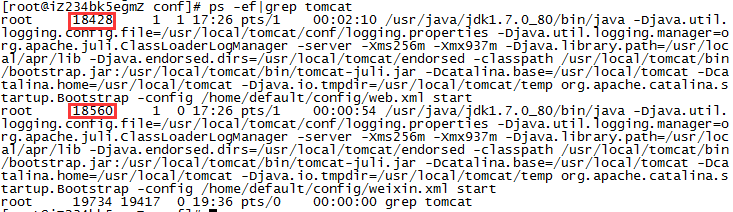 [root@iZ234bk5egmZ conf]# ps -ef|grep tomcat
root     18428     1  1 17:26 pts/1    00:02:10 /usr/java/jdk1.7.0_80/bin/java -Djava.util.
logging.config.file=/usr/local/tomcat/conf/logging.properties -Djava.util.logging.manager=o
rg.apache.juli.ClassLoaderLogManager -server -Xms256m -Xmx937m -Djava.library.path=/usr/loc
al/apr/lib -Djava.endorsed.dirs=/usr/local/tomcat/endorsed -classpath /usr/local/tomcat/bin
/bootstrap.jar:/usr/local/tomcat/bin/tomcat-juli.jar -Dcatalina.base=/usr/local/tomcat -Dca
talina.home=/usr/local/tomcat -Djava.io.tmpdir=/usr/local/tomcat/temp org.apache.catalina.s
tartup.Bootstrap -config /home/default/config/web.xml start
root     18560     1  0 17:26 pts/1    00:00:54 /usr/java/jdk1.7.0_80/bin/java -Djava.util.
logging.config.file=/usr/local/tomcat/conf/logging.properties -Djava.util.logging.manager=o
rg.apache.juli.ClassLoaderLogManager -server -Xms256m -Xmx937m -Djava.library.path=/usr/loc
al/apr/lib -Djava.endorsed.dirs=/usr/local/tomcat/endorsed -classpath /usr/local/tomcat/bin
/bootstrap.jar:/usr/local/tomcat/bin/tomcat-juli.jar -Dcatalina.base=/usr/local/tomcat -Dca
talina.home=/usr/local/tomcat -Djava.io.tmpdir=/usr/local/tomcat/temp org.apache.catalina.s
tartup.Bootstrap -config /home/default/config/weixin.xml start
root     19734 19417  0 19:36 pts/0    00:00:00 grep tomcat